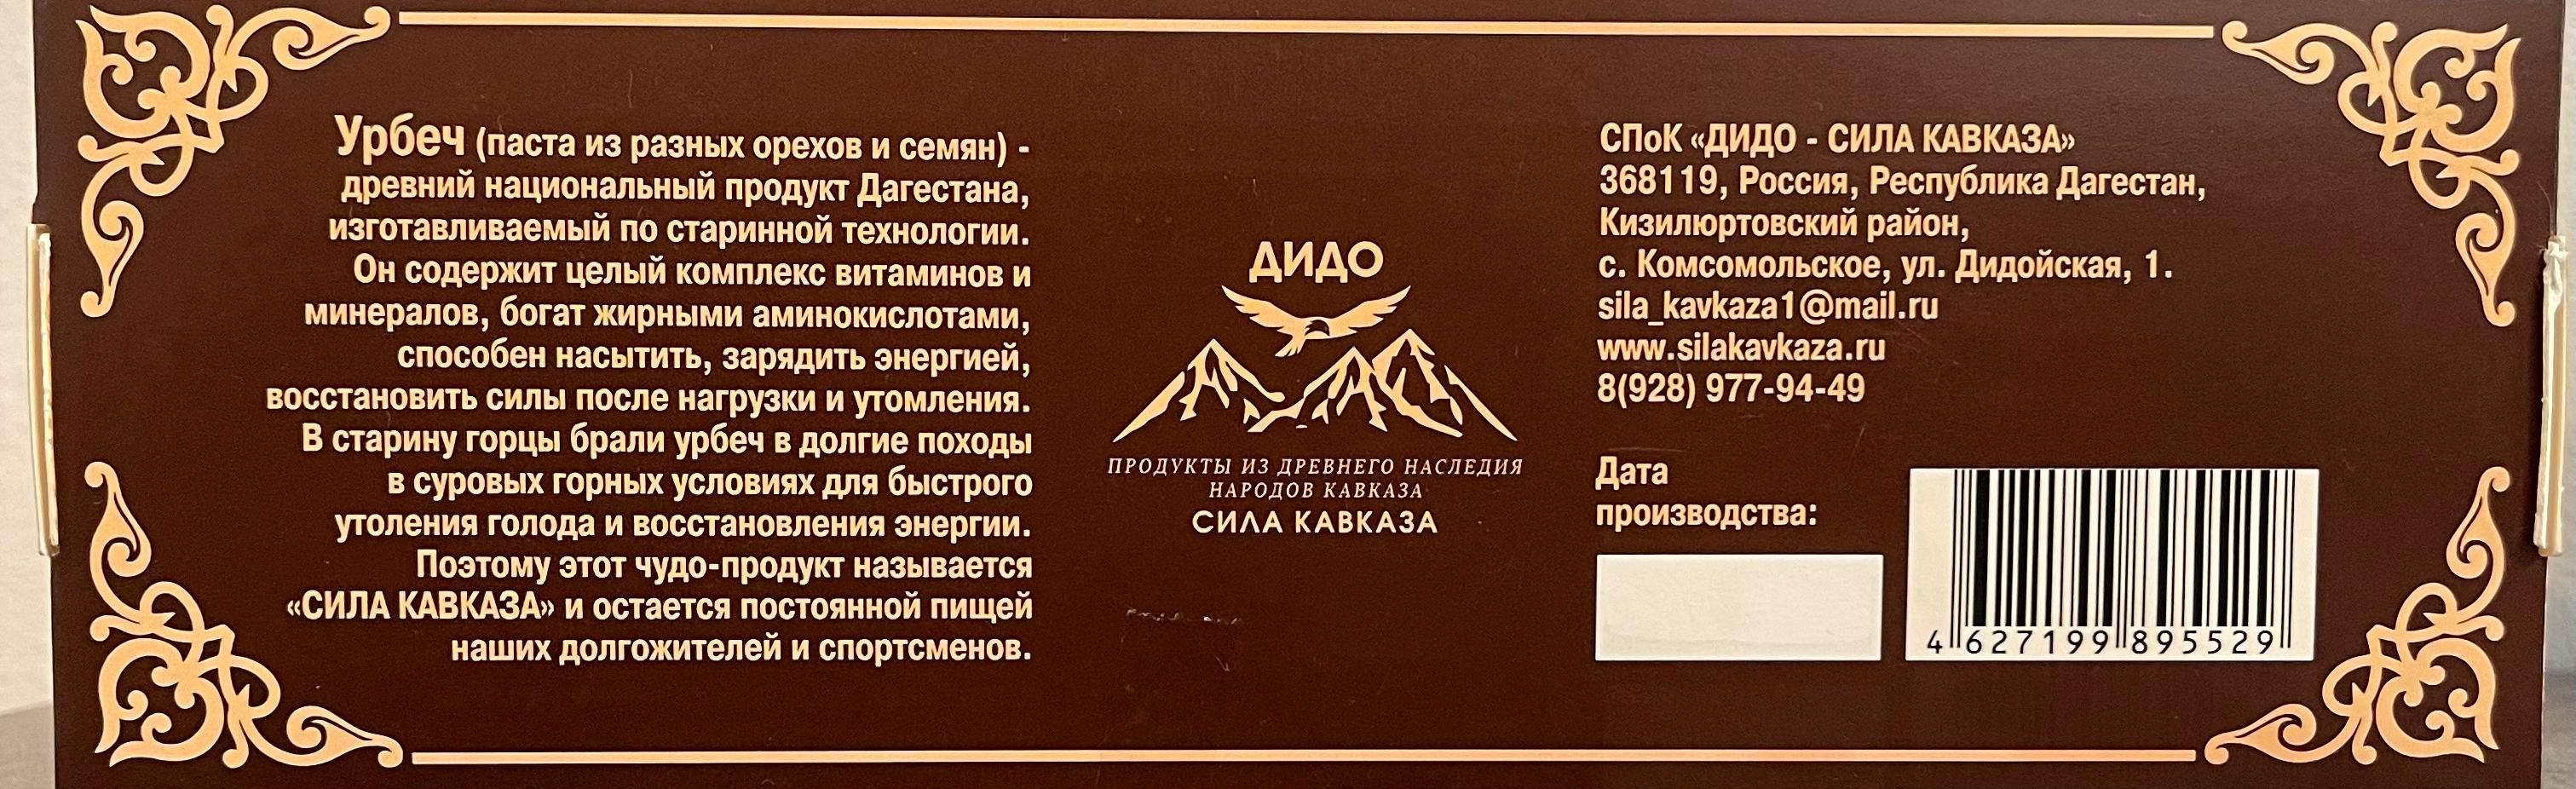 Урбеч (паста из разных орехов и семян) -
древний национальный продукт Дагестана,
изготавливаемый по старинной технологии.
Он содержит целый комплекс витаминов и
минералов, богат жирными аминокислотами,
способен насытить, зарядить энергией,
восстановить силы после нагрузки и утомления.
В старину горцы брали урбеч в долгие походы
в суровых горных условиях для быстрого
утоления голода и восстановления энергии.
Поэтому этот чудо-продукт называется
«СИЛА КАВКАЗА» и остается постоянной пищей
наших долгожителей и спортсменов.
ДИДО
ПРОДУКТЫ ИЗ ДРЕВНЕГО НАСЛЕДИЯ
НАРОДОВ КАВКАЗА
СИЛА КАВКАЗА
СПоК «ДИДО - СИЛА КАВКАЗА»
368119, Россия, Республика Дагестан,
Кизилюртовский район,
с. Комсомольское, ул. Дидойская, 1.
sila_kavkaza1@mail.ru
www.silakavkaza.ru
8(928) 977-94-49
Дата
производства:
4 627199 895529